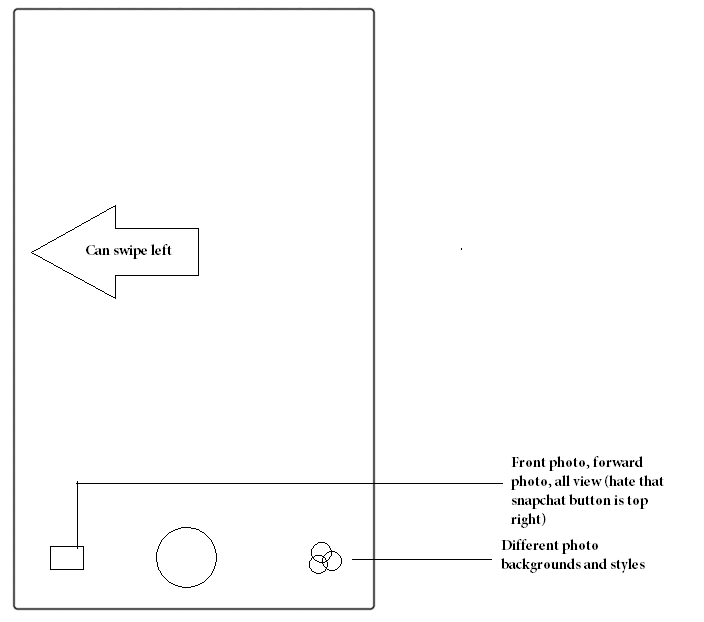 Can swipe left
Front photo, forward
photo, all view (hate that
snapchat button is top
right)
Different photo
backgrounds and styles